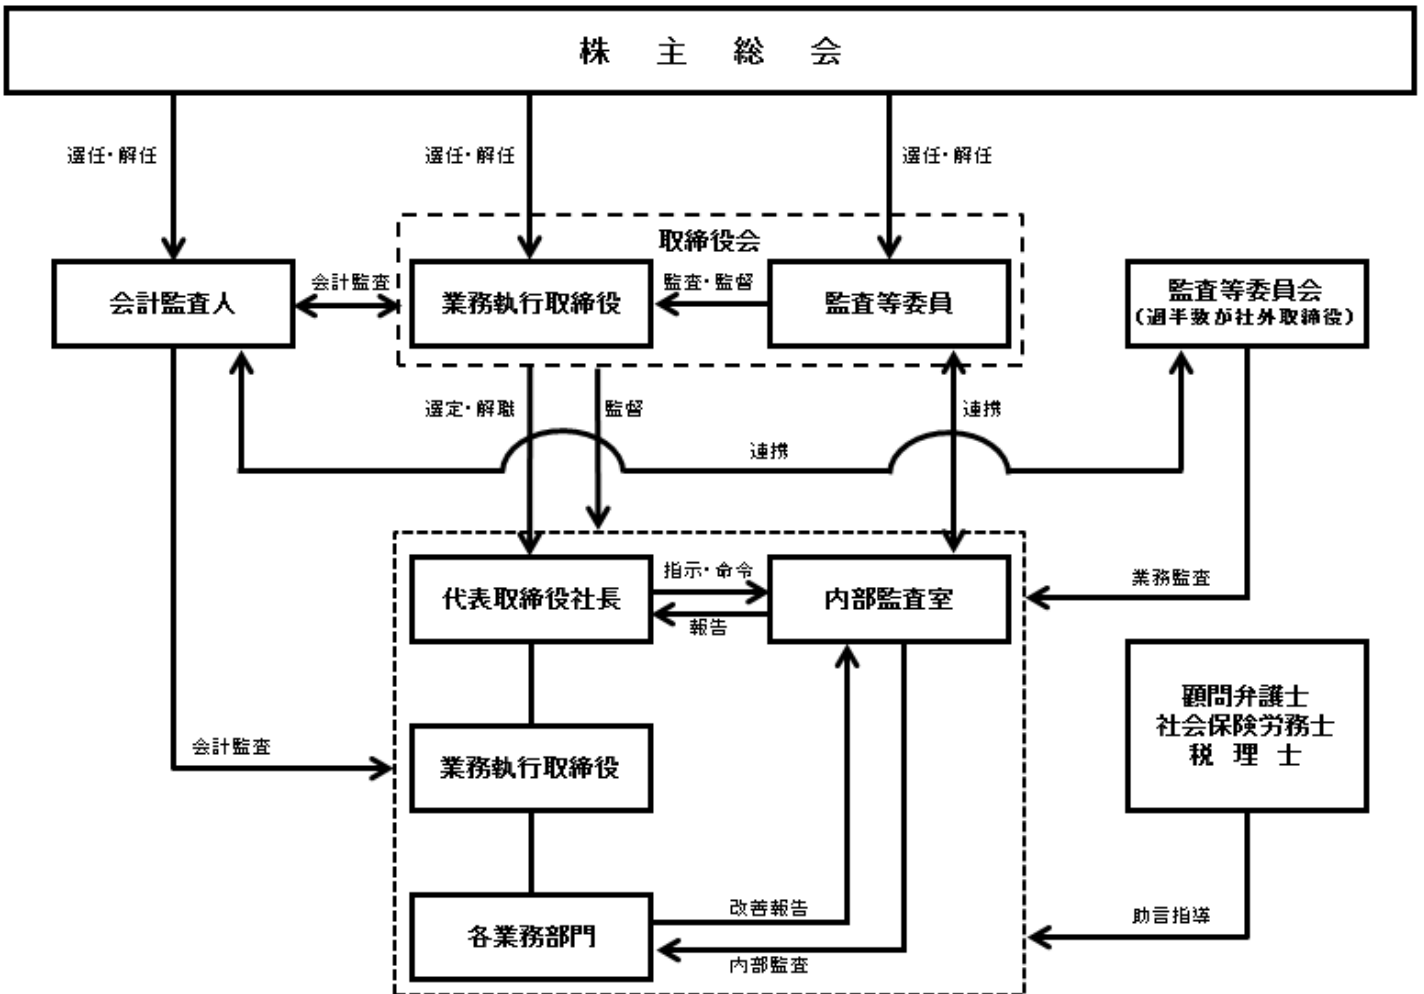 株主総会
選任・解任
選任・解任
選任・解任
取締役会
会計監査人
会計監査
業務執行取締役
監査・監督
監査等委員
監査等委員会
(過半数が社外取締役)
選定・解職
監督
連携
連携
代表取締役社長
指示・命令
報告
内部監査室
業務監査
会計監査
業務執行取締役
顧問弁護士
社会保険労務士
税理士
各業務部門
改善報告
内部監査
助言指導